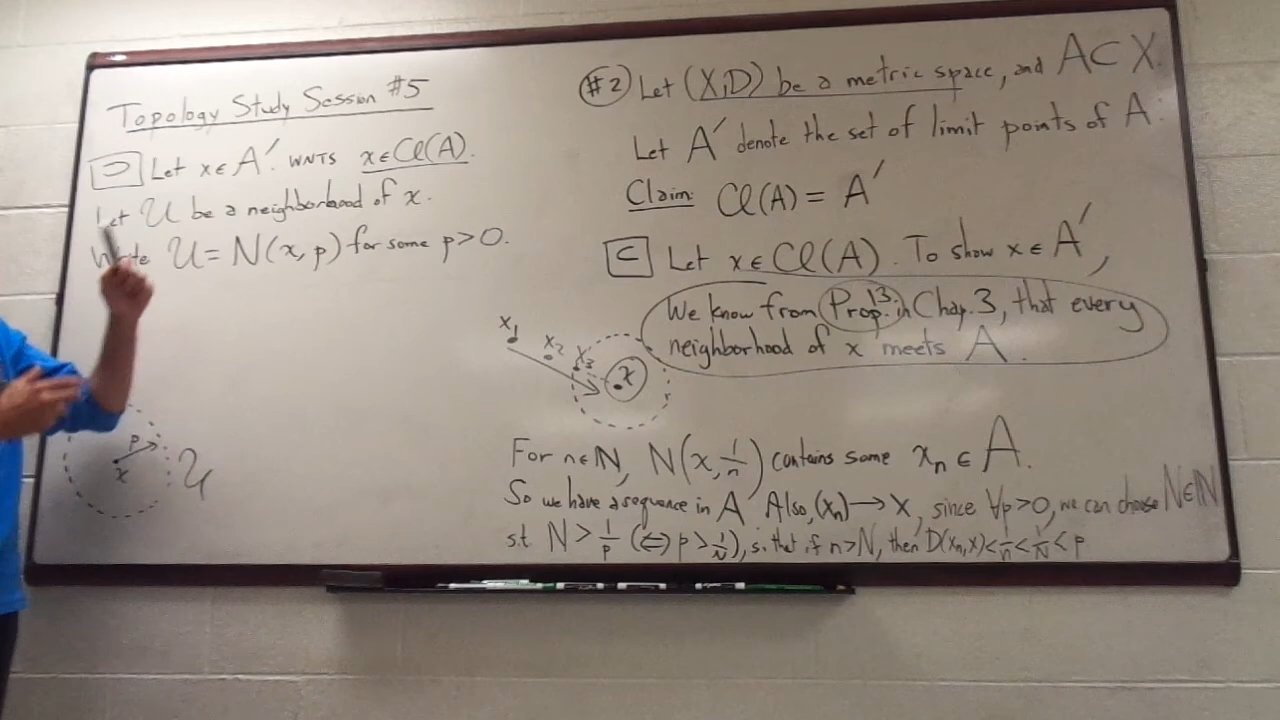 Topology Study Session #5
⊃ Let x ∈ A'. WNTS x ∈ Cl(A).
Let U be a neighborhood of x.
Write U = N(x, p) for some p > 0.
p
x
U
#2 Let (X,D) be a metric space, and A ⊂ X.
Let A' denote the set of limit points of A.
Claim: Cl(A) = A'
⊂ Let x ∈ Cl(A). To show x ∈ A',
We know from Prop. 13 in Chap. 3, that every
neighborhood of x meets A.
x₁
x₂
x₃
x
For n ∈ ℕ, N(x, 1/n) contains some xₙ ∈ A.
So we have a sequence in A. Also, (xₙ) → x, since ∀p>0, we can choose N∈ℕ
s.t. N > 1/p (⇔ p > 1/N), s. that if n > N, then D(xₙ,x) < 1/n < 1/N < p